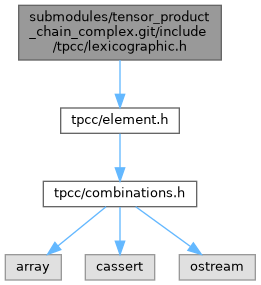 submodules/tensor_product
_chain_complex.git/include
/tpcc/lexicographic.h
tpcc/element.h
tpcc/combinations.h
array
cassert
ostream